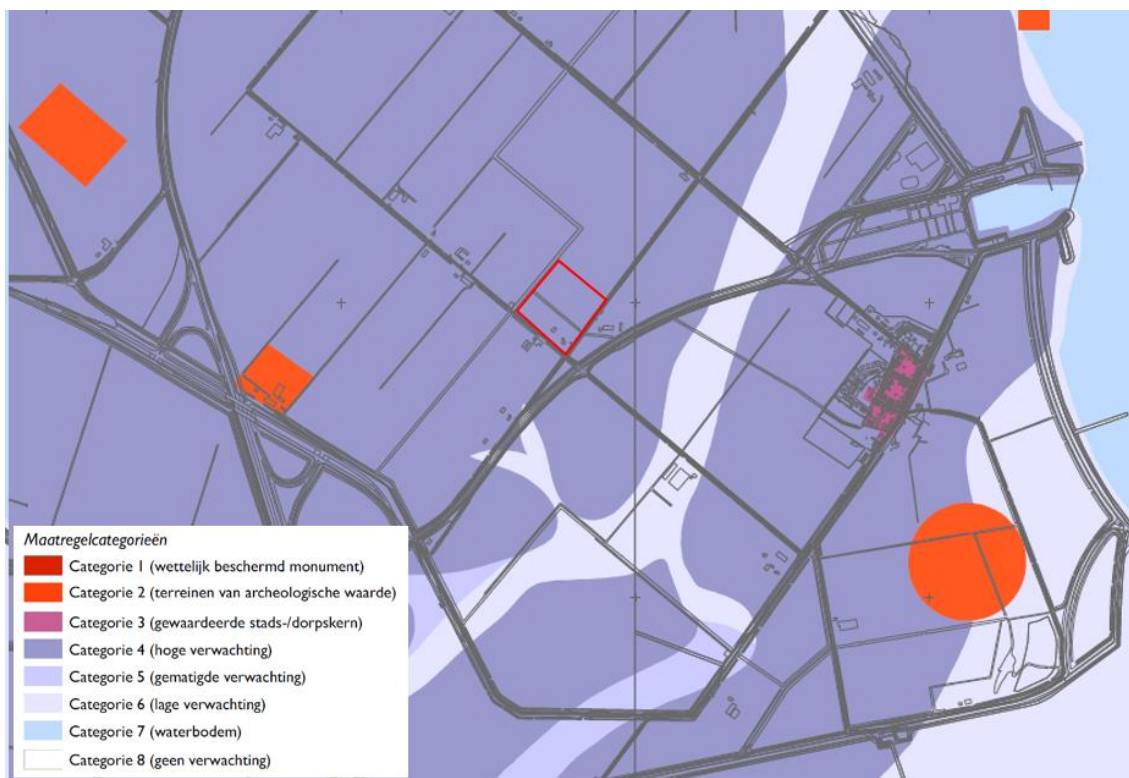 Maatregelcategorieën
Categorie 1 (wettelijk beschermd monument)
Categorie 2 (terreinen van archeologische waarde)
Categorie 3 (gewaardeerde stads-/dorpskern)
Categorie 4 (hoge verwachting)
Categorie 5 (gematigde verwachting)
Categorie 6 (lage verwachting)
Categorie 7 (waterbodem)
Categorie 8 (geen verwachting)